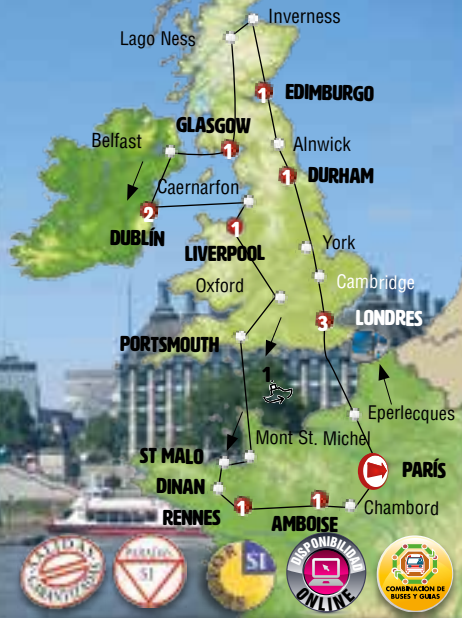 Inverness
Lago Ness
1
EDIMBURGO
GLASGOW
Belfast
1
Alnwick
Caernarfon
1
DURHAM
2
DUBLÍN
1
LIVERPOOL
York
Oxford
Cambridge
3
LONDRES
PORTSMOUTH
1
Eperlecques
ST MALO
Mont St. Michel
PARÍS
DINAN
RENNES
1
1
AMBOISE
Chambord
SI
SI
DISPONIBILIDAD
ONLINE
COMBINACION DE
BUSES Y GUIAS